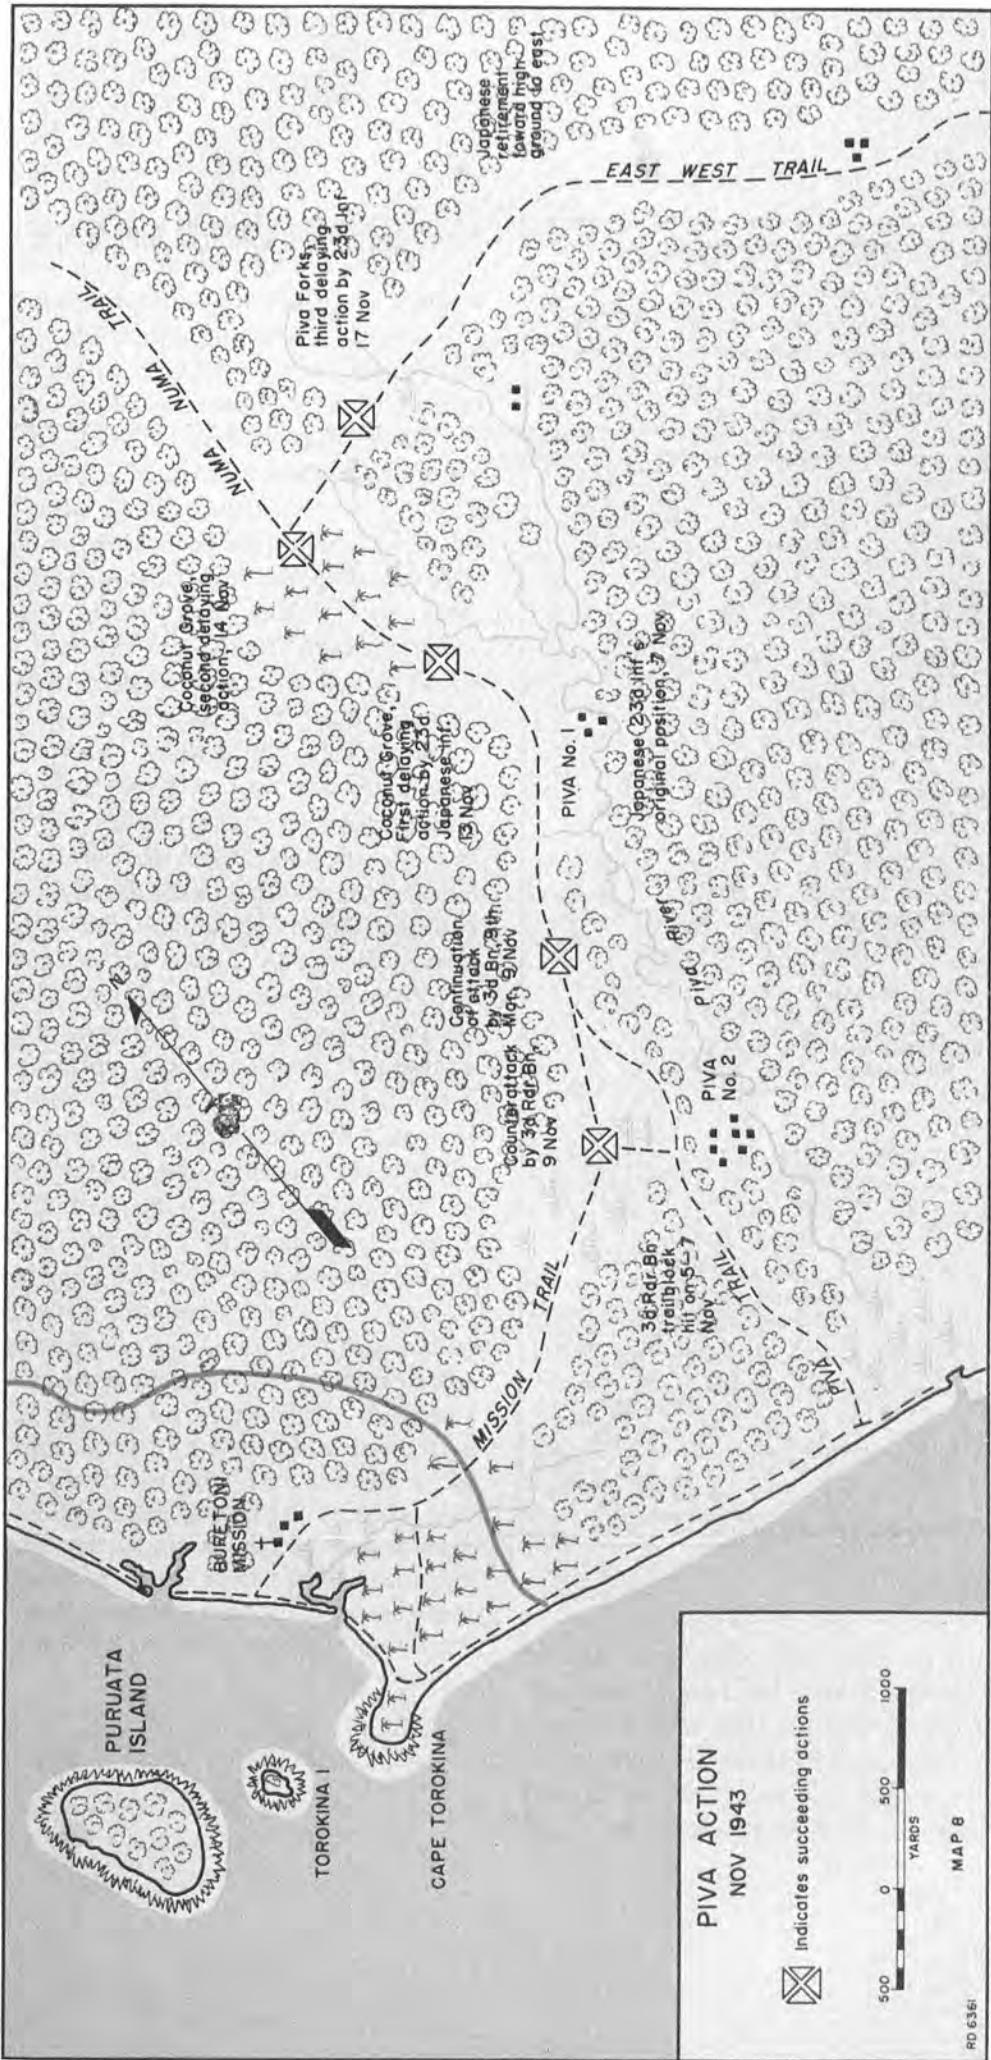 PURUATA
ISLAND
TOROKINA I
CAPE TOROKINA
BURETONI
MISSION
MISSION TRAIL
PIVA TRAIL
N
3d Rdr Bn
trailblock
hit on 5-7
Nov
Counterattack
by 3d Rdr Bn,
9 Nov
Continuation
of attack
by 3d Bn, 9th
Mar, 9 Nov
PIVA
No. 2
Piva River
PIVA No. 1
Japanese 23d Inf's
original position, 7 Nov
Coconut Grove,
First delaying
action by 23d
Japanese Inf.
13 Nov
Coconut Grove,
second delaying
action, 14 Nov
NUMA NUMA TRAIL
Piva Forks,
third delaying
action by 23d Inf
17 Nov
Japanese
retirement
toward high
ground to east
EAST WEST TRAIL
PIVA ACTION
NOV 1943
Indicates succeeding actions
500 0 500 1000
YARDS
MAP 8
RD 6361